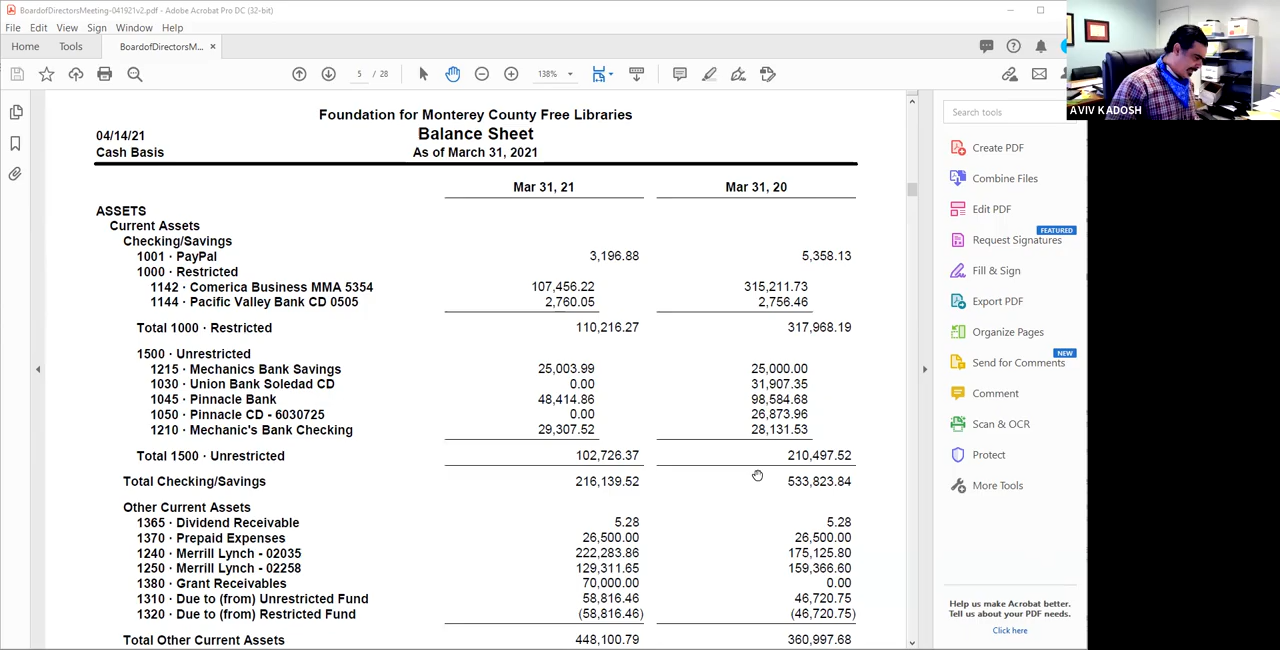 BoardofDirectorsMeeting-041921v2.pdf - Adobe Acrobat Pro DC (32-bit)
File Edit View Sign Window Help
Home Tools BoardofDirectorsM... ×
5 / 28 138%
Foundation for Monterey County Free Libraries
04/14/21 Balance Sheet
Cash Basis As of March 31, 2021
Mar 31, 21 Mar 31, 20
ASSETS
Current Assets
Checking/Savings
1001 · PayPal 3,196.88 5,358.13
1000 · Restricted
1142 · Comerica Business MMA 5354 107,456.22 315,211.73
1144 · Pacific Valley Bank CD 0505 2,760.05 2,756.46
Total 1000 · Restricted 110,216.27 317,968.19
1500 · Unrestricted
1215 · Mechanics Bank Savings 25,003.99 25,000.00
1030 · Union Bank Soledad CD 0.00 31,907.35
1045 · Pinnacle Bank 48,414.86 98,584.68
1050 · Pinnacle CD - 6030725 0.00 26,873.96
1210 · Mechanic's Bank Checking 29,307.52 28,131.53
Total 1500 · Unrestricted 102,726.37 210,497.52
Total Checking/Savings 216,139.52 533,823.84
Other Current Assets
1365 · Dividend Receivable 5.28 5.28
1370 · Prepaid Expenses 26,500.00 26,500.00
1240 · Merrill Lynch - 02035 222,283.86 175,125.80
1250 · Merrill Lynch - 02258 129,311.65 159,366.60
1380 · Grant Receivables 70,000.00 0.00
1310 · Due to (from) Unrestricted Fund 58,816.46 46,720.75
1320 · Due to (from) Restricted Fund (58,816.46) (46,720.75)
Total Other Current Assets 448,100.79 360,997.68
AVIV KADOSH
Search tools
Create PDF
Combine Files
Edit PDF
FEATURED
Request Signatures
Fill & Sign
Export PDF
Organize Pages
NEW
Send for Comments
Comment
Scan & OCR
Protect
More Tools
Help us make Acrobat better.
Tell us about your PDF needs.
Click here